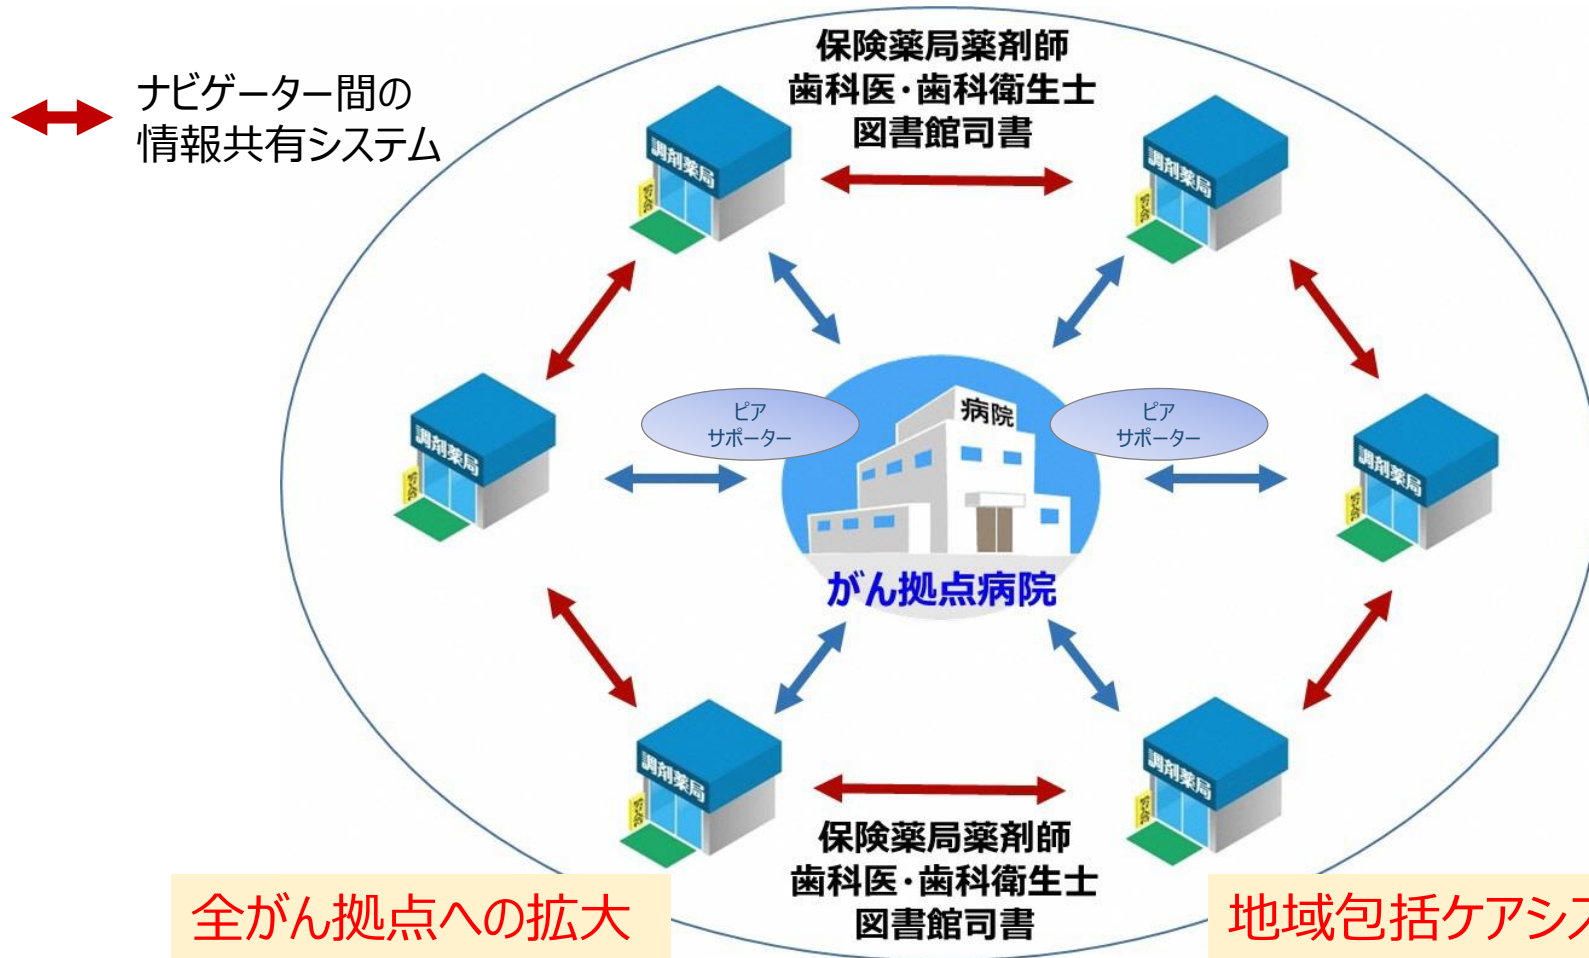 保険薬局薬剤師
歯科医・歯科衛生士
図書館司書
ナビゲーター間の
情報共有システム
調剤薬局
調剤薬局
ピア
サポーター
病院
ピア
サポーター
調剤薬局
調剤薬局
がん拠点病院
調剤薬局
調剤薬局
保険薬局薬剤師
歯科医・歯科衛生士
図書館司書
全がん拠点への拡大
地域包括ケアシス